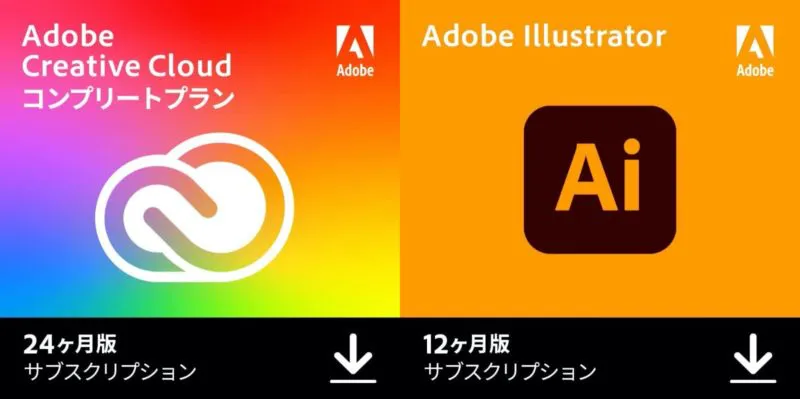 Adobe
Creative Cloud
コンプリートプラン
Adobe
24ヶ月版
サブスクリプション
Adobe Illustrator
Adobe
Ai
12ヶ月版
サブスクリプション